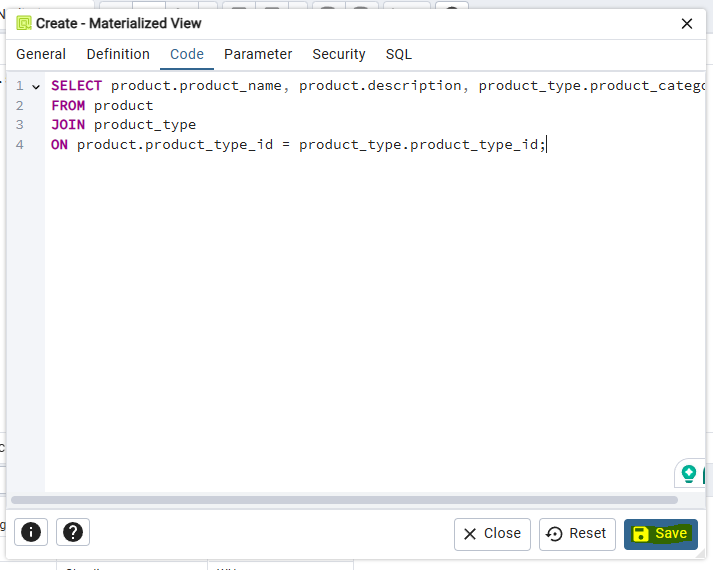 Create - Materialized View
General Definition Code Parameter Security SQL
1 SELECT product.product_name, product.description, product_type.product_catego
2 FROM product
3 JOIN product_type
4 ON product.product_type_id = product_type.product_type_id;
Close Reset Save